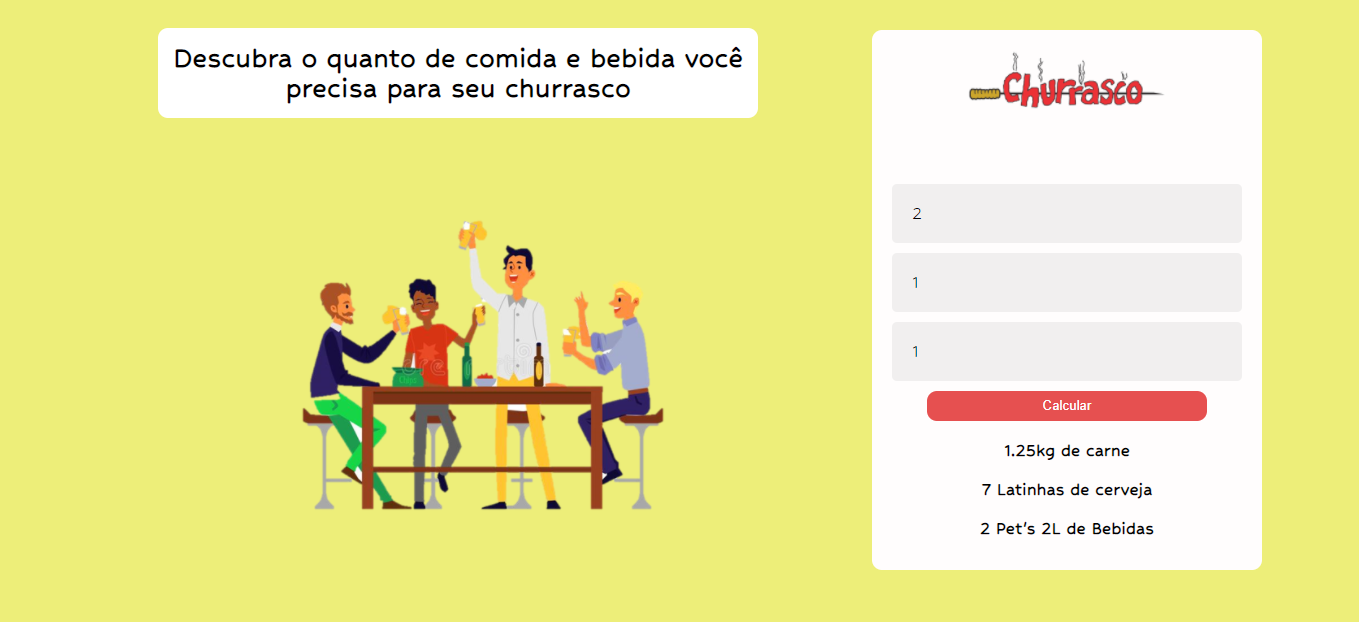 Descubra o quanto de comida e bebida você
precisa para seu churrasco
Churrasco
2
1
1
Calcular
1.25kg de carne
7 Latinhas de cerveja
2 Pet's 2L de Bebidas